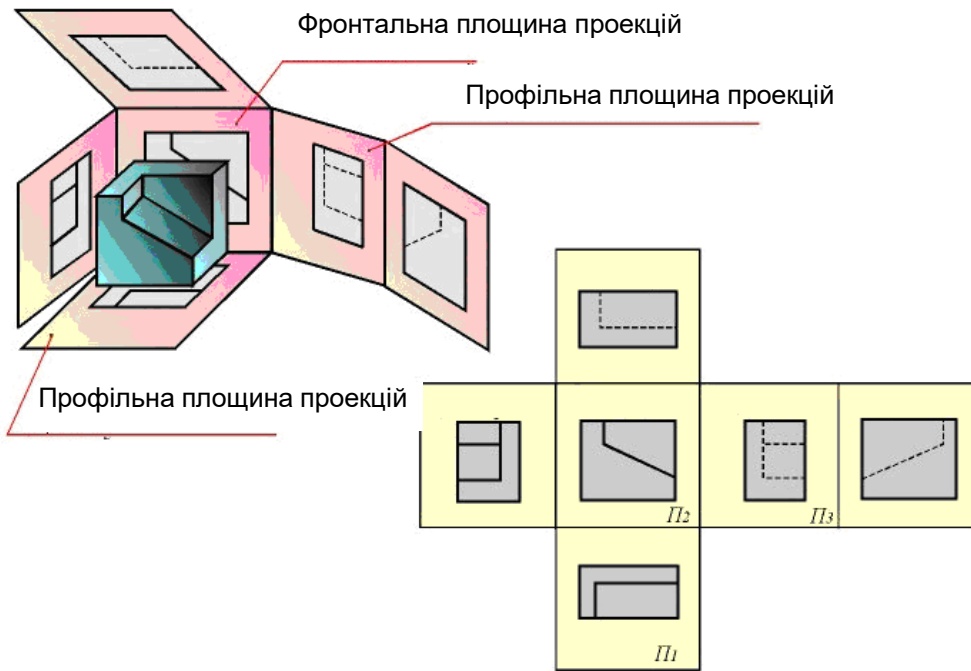 Фронтальна площина проекцій
Профільна площина проекцій
Профільна площина проекцій
П2
П3
П1